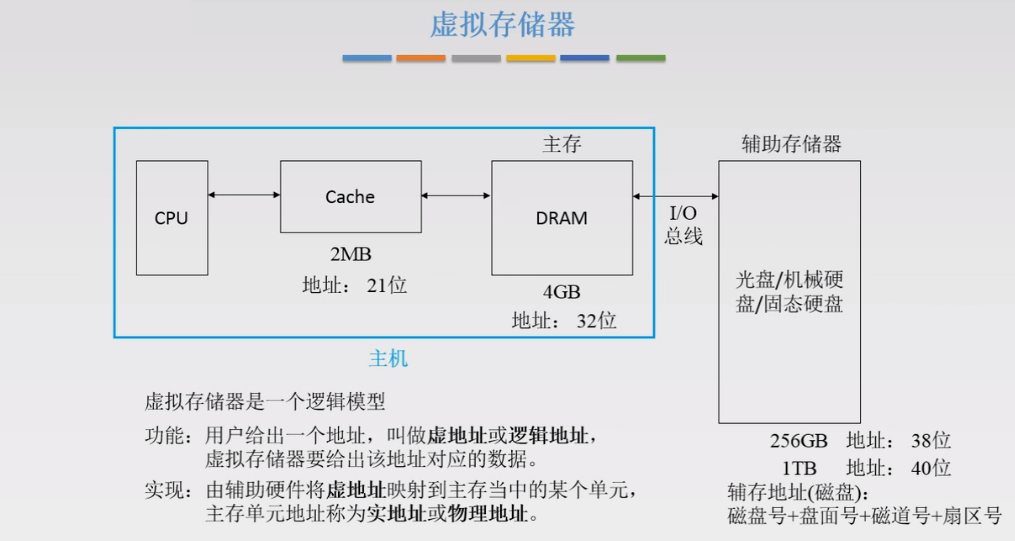 虚拟存储器
主存
辅助存储器
CPU
Cache
DRAM
I/O
总线
2MB
地址： 21位
4GB
地址： 32位
光盘/机械硬
盘/固态硬盘
主机
虚拟存储器是一个逻辑模型
功能：用户给出一个地址，叫做虚地址或逻辑地址，
虚拟存储器要给出该地址对应的数据。
实现：由辅助硬件将虚地址映射到主存当中的某个单元，
主存单元地址称为实地址或物理地址。
256GB 地址：38位
1TB 地址：40位
辅存地址(磁盘)：
磁盘号+盘面号+磁道号+扇区号